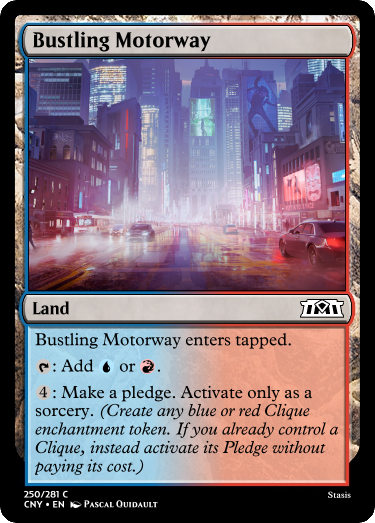 Bustling Motorway
Land
Bustling Motorway enters tapped.
: Add or .
4 : Make a pledge. Activate only as a
sorcery. (Create any blue or red Clique
enchantment token. If you already control a
Clique, instead activate its Pledge without
paying its cost.)
250/281 C
Stasis
CNY • EN Pascal Quidault